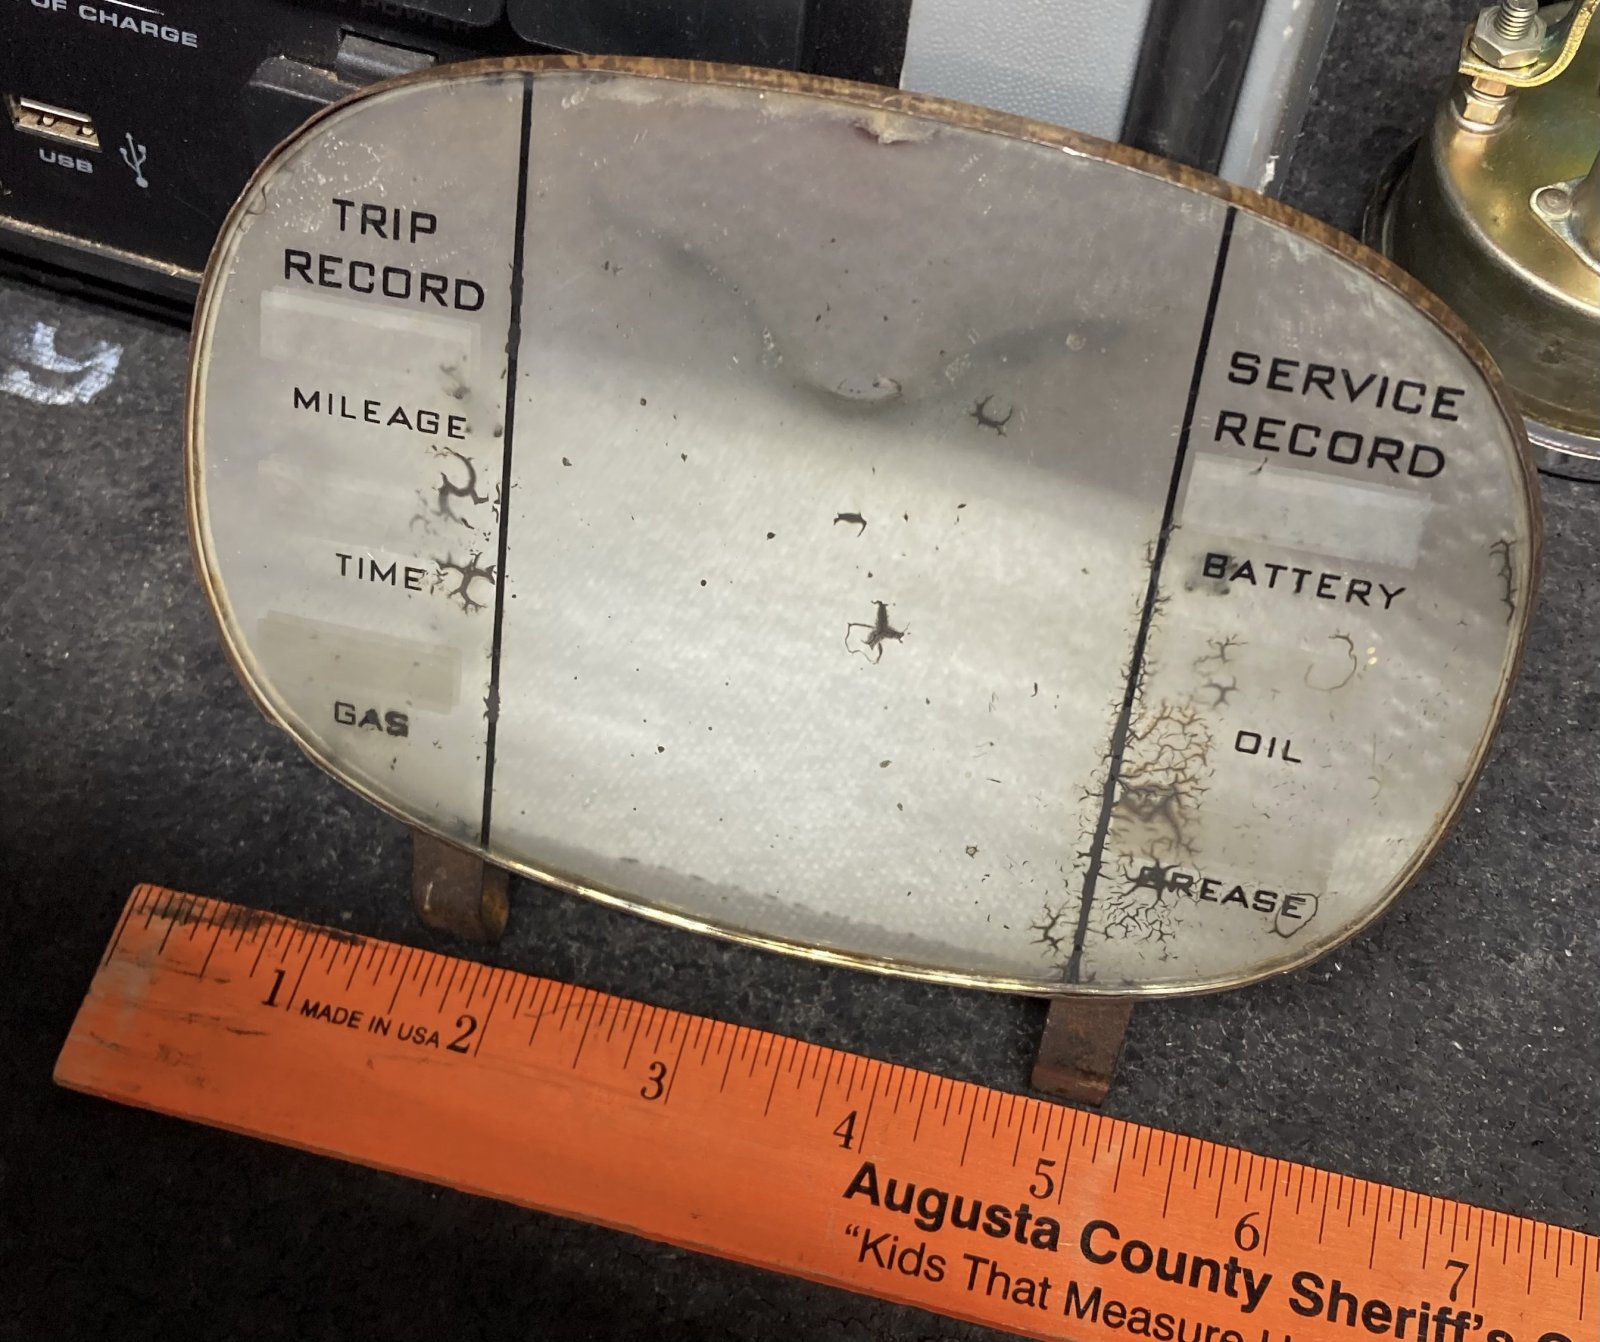 OF CHARGE
POWER
USB
TRIP
RECORD
MILEAGE
TIME
GAS
SERVICE
RECORD
BATTERY
OIL
GREASE
1 MADE IN USA 2 3 4 5 6 7
Augusta County Sheriff's
“Kids That Measure